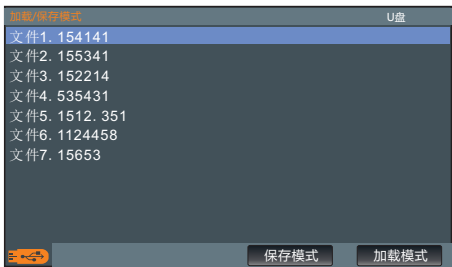 加载/保存模式 U盘
文件1. 154141
文件2. 155341
文件3. 152214
文件4. 535431
文件5. 1512. 351
文件6. 1124458
文件7. 15653
保存模式 加载模式